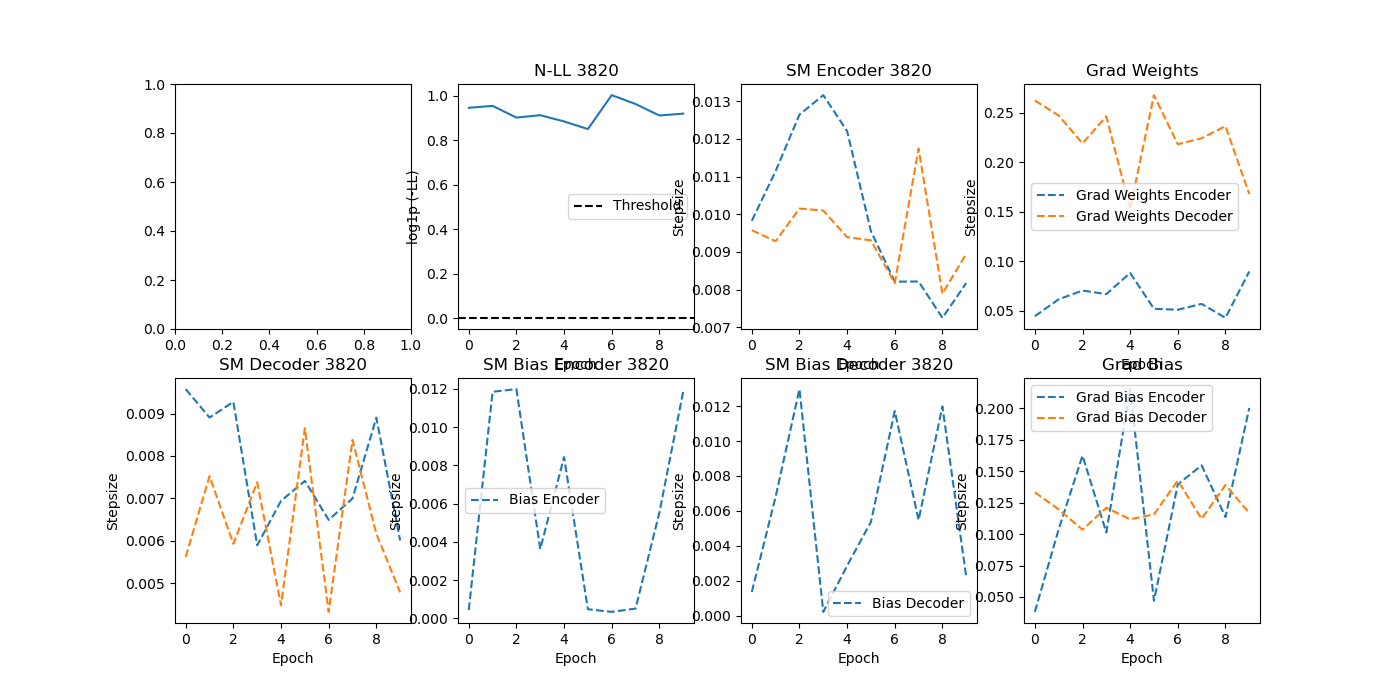 N-LL 3820
SM Encoder 3820
Grad Weights
1.0
0.8
0.6
0.4
0.2
0.0
0.0 0.2 0.4 0.6 0.8 1.0
log1p (-LL)
1.0
0.8
0.6
0.4
0.2
0.0
Threshold
0 2 4 6 8
Epoch
Stepsize
0.013
0.012
0.011
0.010
0.009
0.008
0.007
0 2 4 6 8
Epoch
Stepsize
0.25
0.20
0.15
0.10
0.05
Grad Weights Encoder
Grad Weights Decoder
0 2 4 6 8
Epoch
SM Decoder 3820
SM Bias Encoder 3820
SM Bias Decoder 3820
Grad Bias
Stepsize
0.009
0.008
0.007
0.006
0.005
0 2 4 6 8
Epoch
Stepsize
0.012
0.010
0.008
0.006
0.004
0.002
0.000
Bias Encoder
0 2 4 6 8
Epoch
Stepsize
0.012
0.010
0.008
0.006
0.004
0.002
0.000
Bias Decoder
0 2 4 6 8
Epoch
Stepsize
0.200
0.175
0.150
0.125
0.100
0.075
0.050
Grad Bias Encoder
Grad Bias Decoder
0 2 4 6 8
Epoch